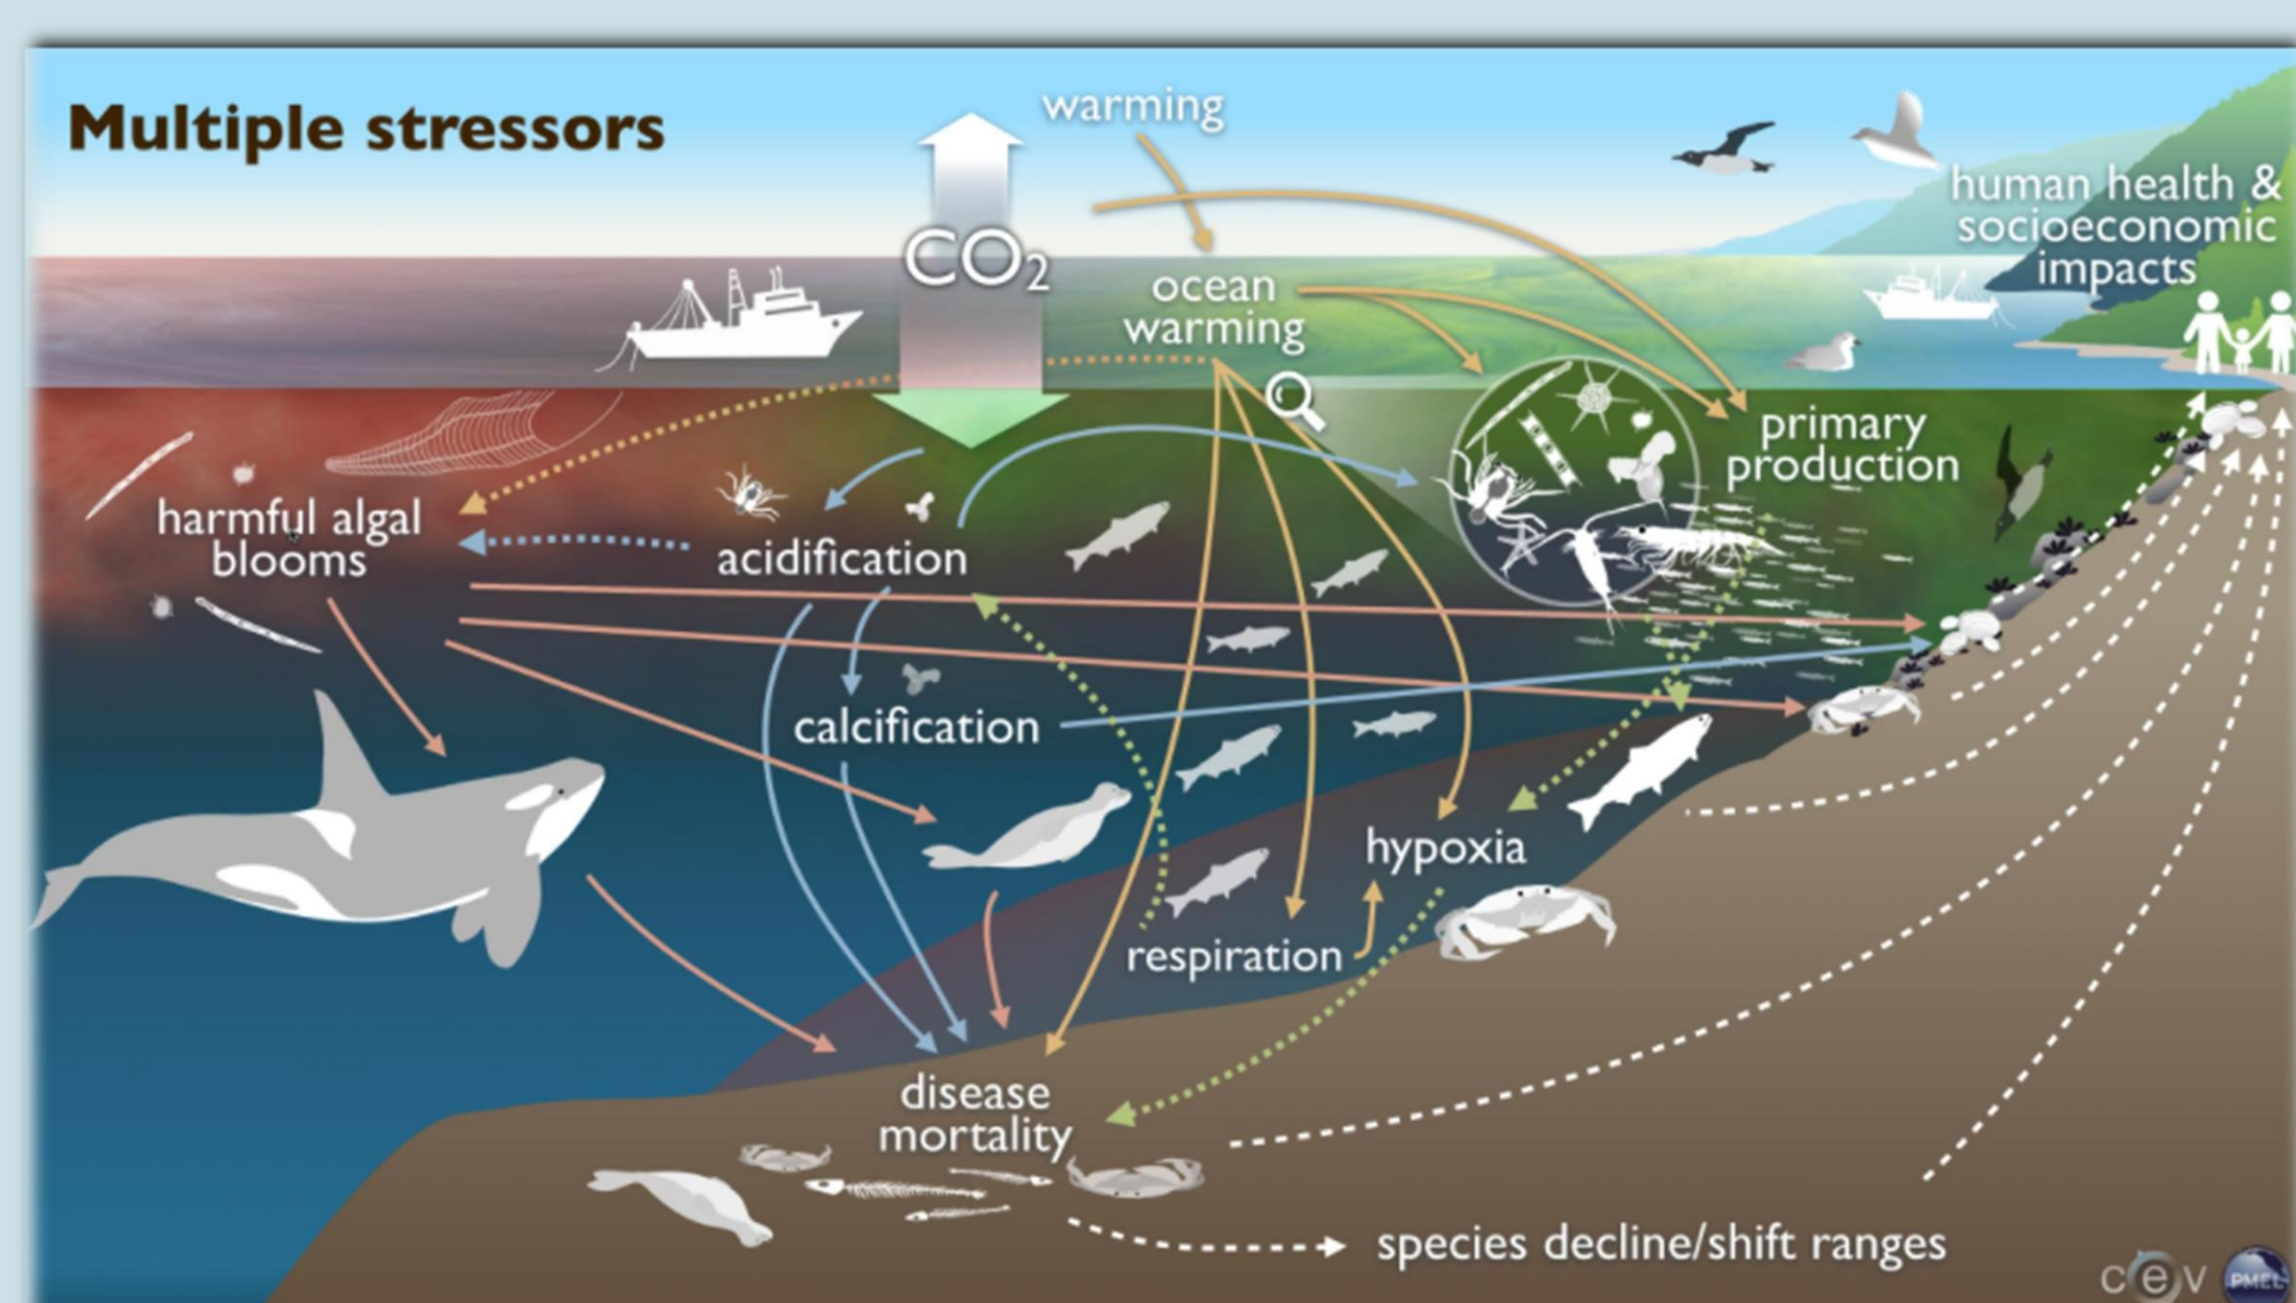 Multiple stressors
warming
human health &
socioeconomic
impacts
CO₂
ocean
warming
primary
production
harmful algal
blooms
acidification
calcification
hypoxia
respiration
disease
mortality
species decline/shift ranges
cev
PMEL